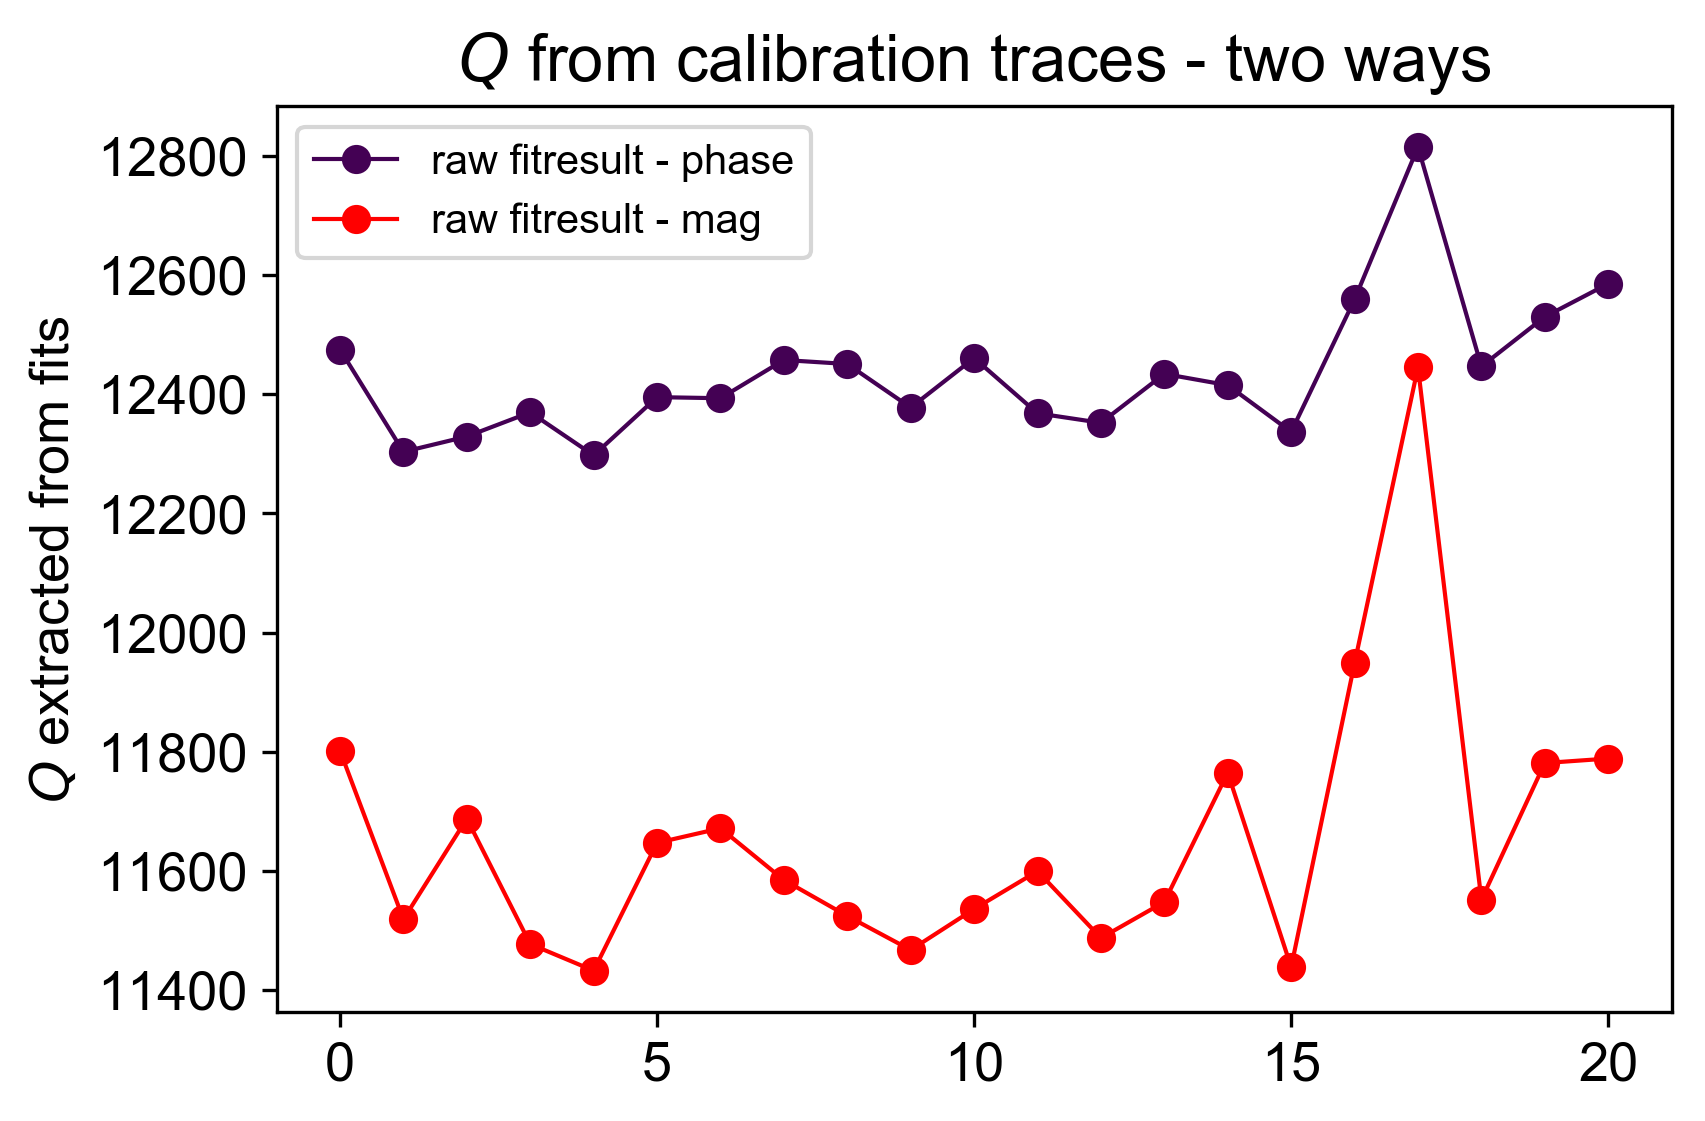 Q from calibration traces - two ways
raw fitresult - phase
raw fitresult - mag
Q extracted from fits
12800
12600
12400
12200
12000
11800
11600
11400
0 5 10 15 20